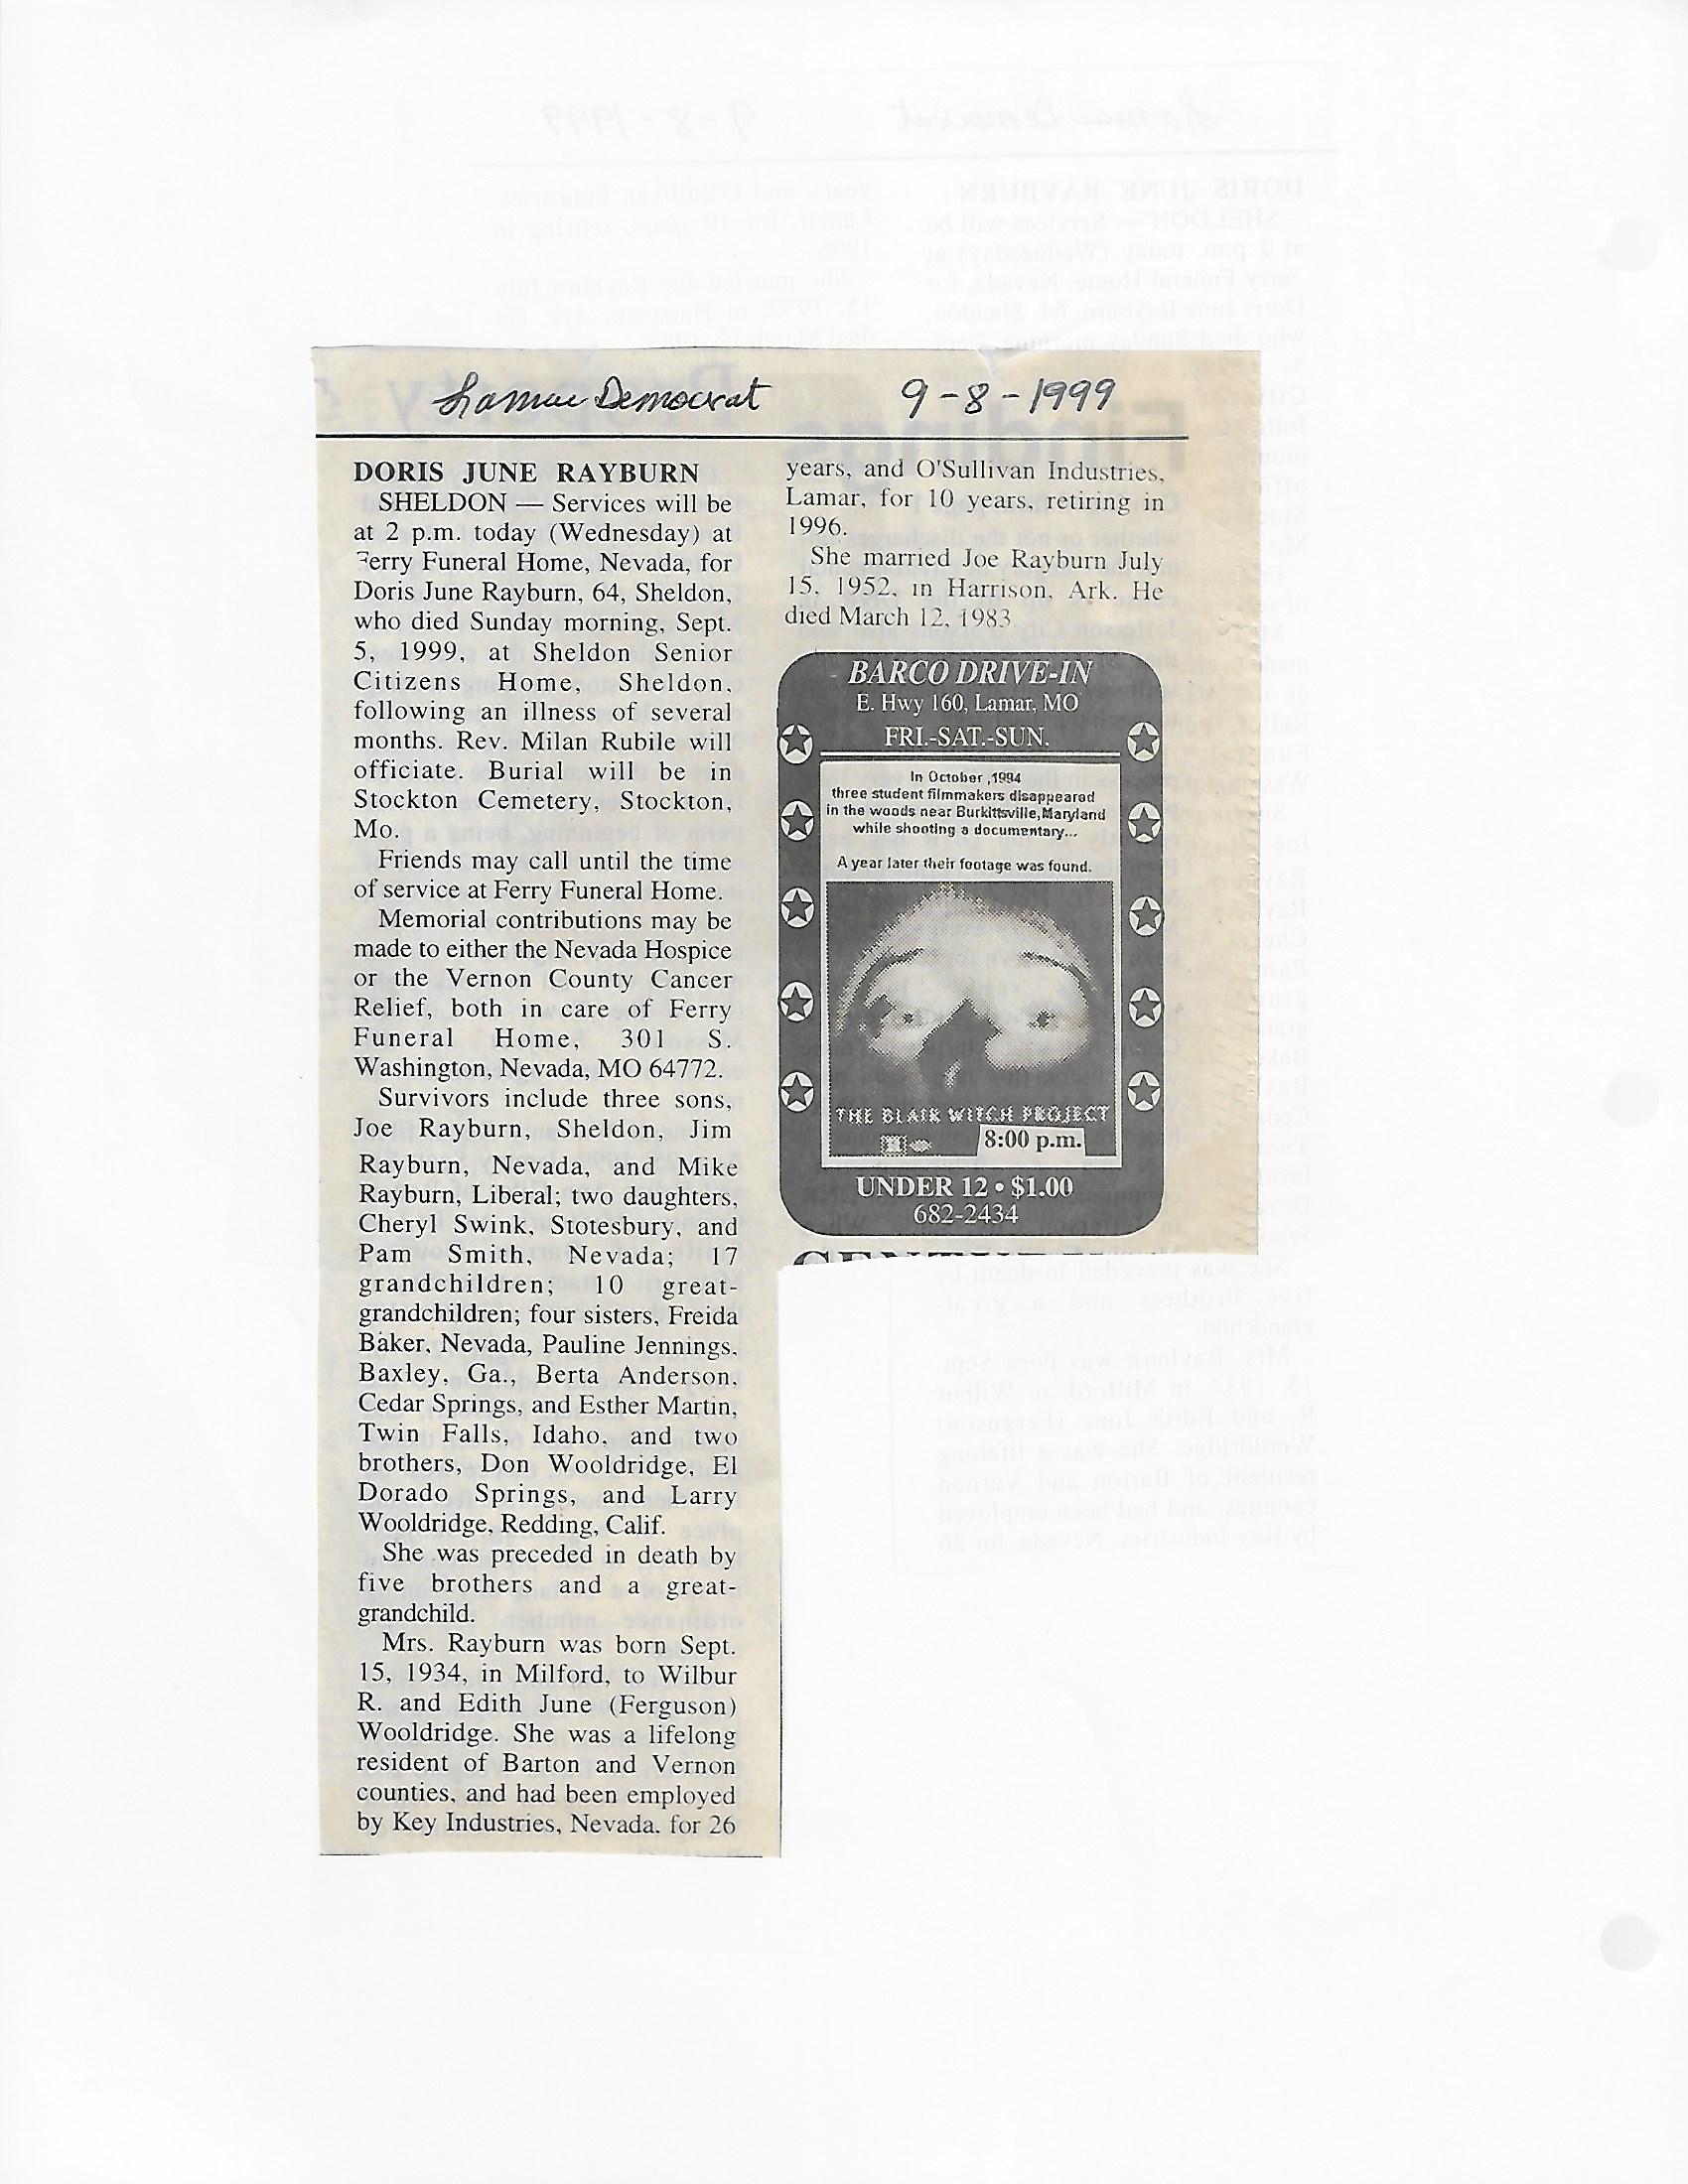 Lamar Democrat 9-8-1999
DORIS JUNE RAYBURN
SHELDON — Services will be
at 2 p.m. today (Wednesday) at
Ferry Funeral Home, Nevada, for
Doris June Rayburn, 64, Sheldon,
who died Sunday morning, Sept.
5, 1999, at Sheldon Senior
Citizens Home, Sheldon,
following an illness of several
months. Rev. Milan Rubile will
officiate. Burial will be in
Stockton Cemetery, Stockton,
Mo.
Friends may call until the time
of service at Ferry Funeral Home.
Memorial contributions may be
made to either the Nevada Hospice
or the Vernon County Cancer
Relief, both in care of Ferry
Funeral Home, 301 S.
Washington, Nevada, MO 64772.
Survivors include three sons,
Joe Rayburn, Sheldon, Jim
Rayburn, Nevada, and Mike
Rayburn, Liberal; two daughters,
Cheryl Swink, Stotesbury, and
Pam Smith, Nevada; 17
grandchildren; 10 great-
grandchildren; four sisters, Freida
Baker, Nevada, Pauline Jennings,
Baxley, Ga., Berta Anderson,
Cedar Springs, and Esther Martin,
Twin Falls, Idaho, and two
brothers, Don Wooldridge, El
Dorado Springs, and Larry
Wooldridge, Redding, Calif.
She was preceded in death by
five brothers and a great-
grandchild.
Mrs. Rayburn was born Sept.
15, 1934, in Milford, to Wilbur
R. and Edith June (Ferguson)
Wooldridge. She was a lifelong
resident of Barton and Vernon
counties, and had been employed
by Key Industries, Nevada, for 26
years, and O'Sullivan Industries,
Lamar, for 10 years, retiring in
1996.
She married Joe Rayburn July
15, 1952, in Harrison, Ark. He
died March 12, 1983
BARCO DRIVE-IN
E. Hwy 160, Lamar, MO
FRI.-SAT.-SUN.
In October ,1994
three student filmmakers disappeared
in the woods near Burkittsville,Maryland
while shooting a documentary...
A year later their footage was found.
THE BLAIR WITCH PROJECT
8:00 p.m.
UNDER 12 • $1.00
682-2434